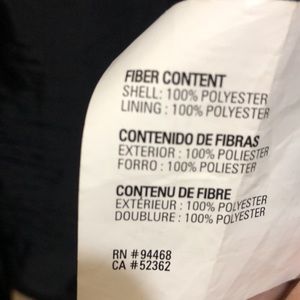 FIBER CONTENT
SHELL: 100% POLYESTER
LINING : 100% POLYESTER
CONTENIDO DE FIBRAS
EXTERIOR : 100% POLIESTER
FORRO : 100% POLIESTER
CONTENU DE FIBRE
EXTÉRIEUR : 100% POLYESTER
DOUBLURE : 100% POLYESTER
RN #94468
CA #52362